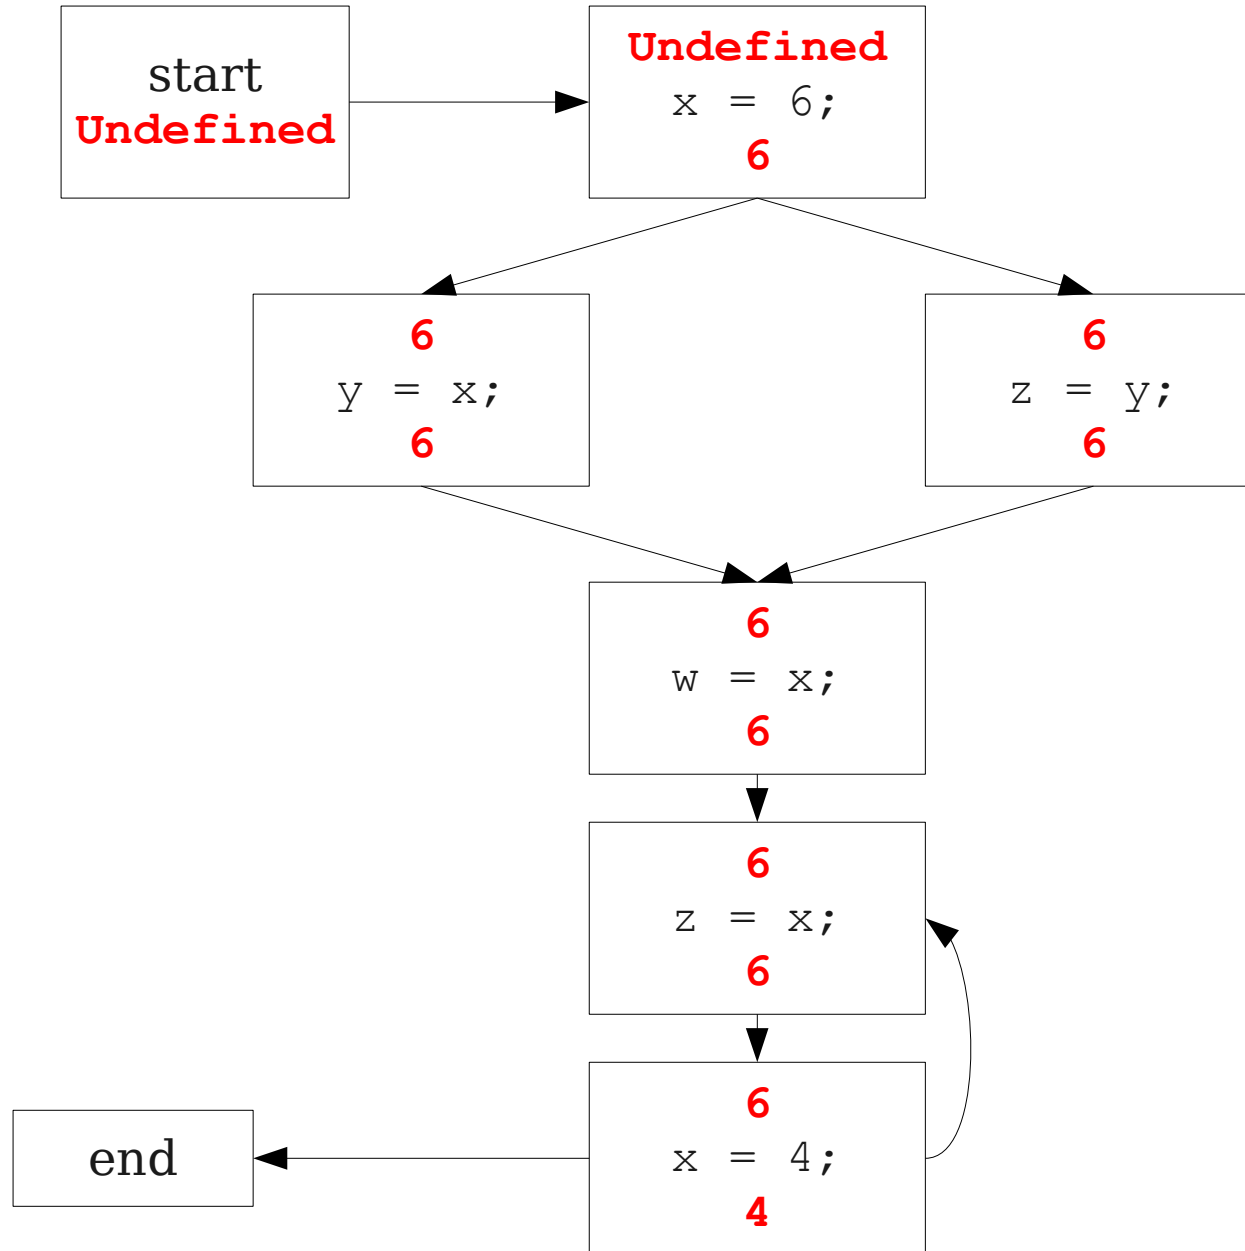 start
Undefined
Undefined
x = 6;
6
6
y = x;
6
6
z = y;
6
6
w = x;
6
6
z = x;
6
6
x = 4;
4
end